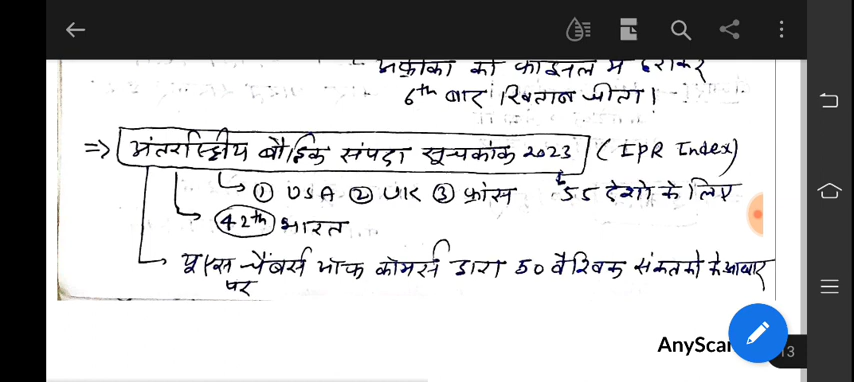 अफ्रीका को फाइनल में हराकर
6th बार खिताब जीता।
=> अंतर्राष्ट्रीय बौद्धिक संपदा सूचकांक 2023 (IPR Index)
① USA ② UK ③ फ्रांस 55 देशो के लिए
42th भारत
यूएस चैंबर्स ऑफ कॉमर्स द्वारा 50 वैश्विक संकेतको के आधार
पर
AnyScan
13